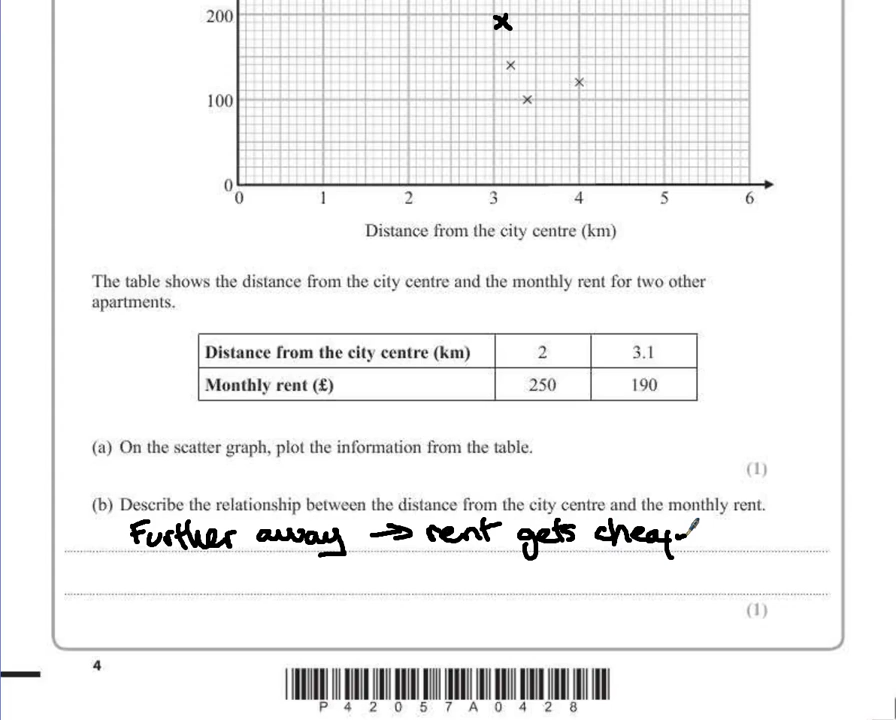 200
100
0
0 1 2 3 4 5 6
Distance from the city centre (km)
The table shows the distance from the city centre and the monthly rent for two other
apartments.
Distance from the city centre (km) 2 3.1
Monthly rent (£) 250 190
(a) On the scatter graph, plot the information from the table.
(1)
(b) Describe the relationship between the distance from the city centre and the monthly rent.
Further away → rent gets cheap
(1)
4
P 4 2 0 5 7 A 0 4 2 8